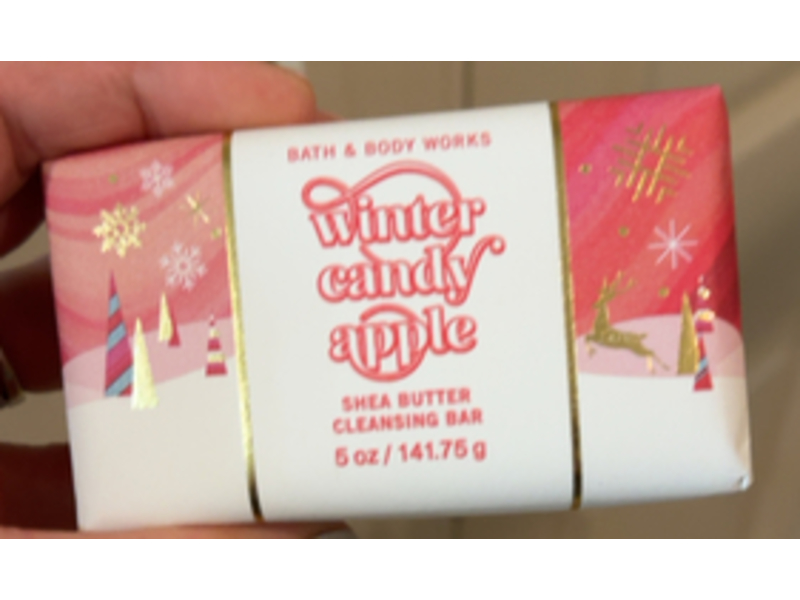 BATH & BODY WORKS
winter
candy
apple
SHEA BUTTER
CLEANSING BAR
5 oz / 141.75 g